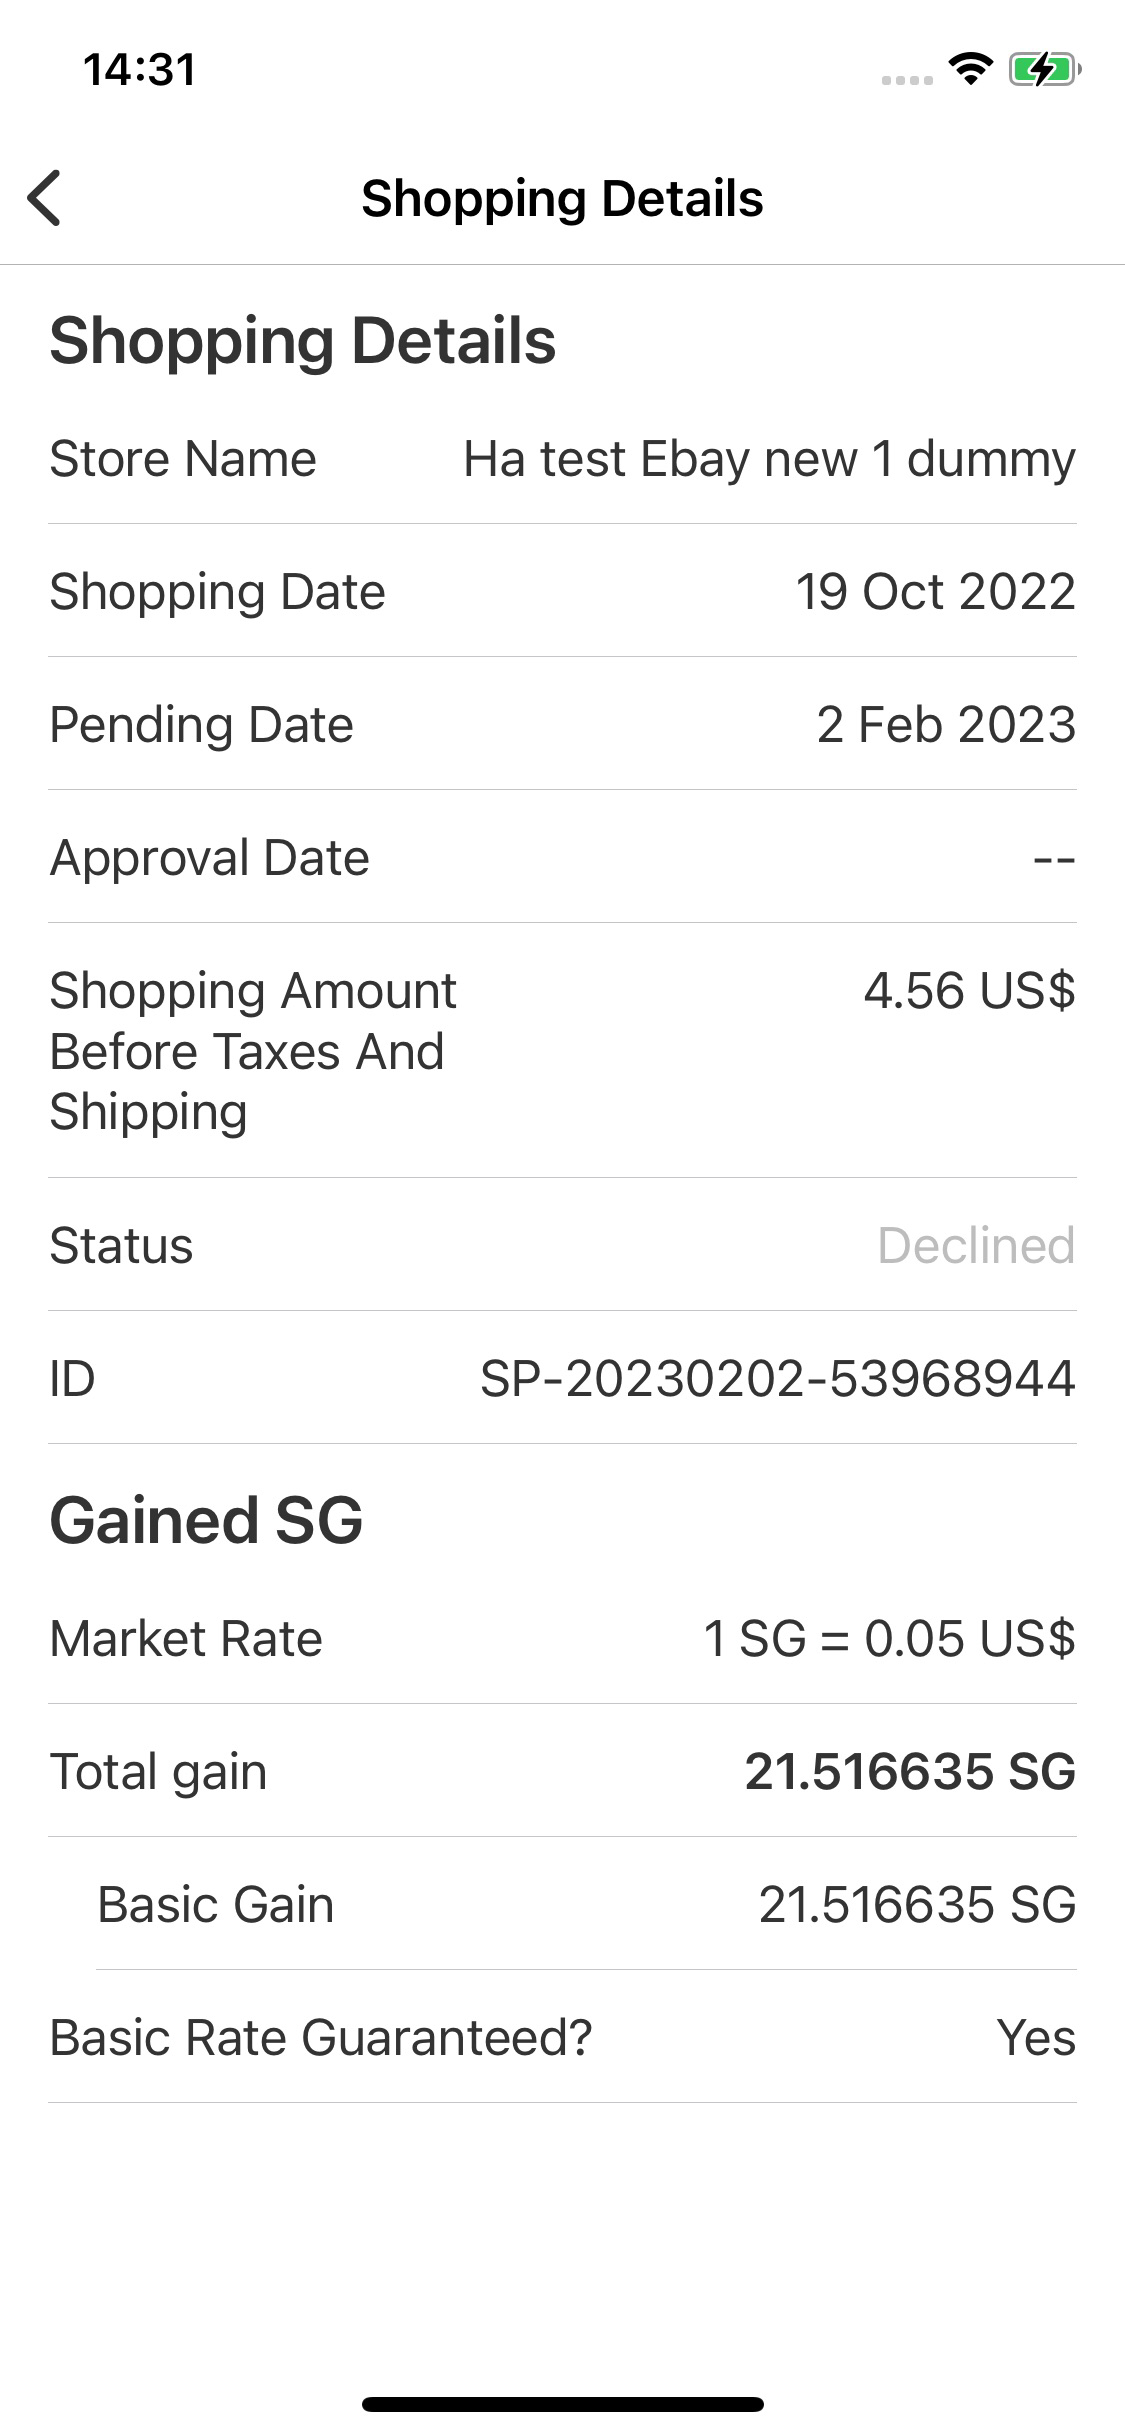 14:31
Shopping Details
Shopping Details
Store Name Ha test Ebay new 1 dummy
Shopping Date 19 Oct 2022
Pending Date 2 Feb 2023
Approval Date --
Shopping Amount 4.56 US$
Before Taxes And
Shipping
Status Declined
ID SP-20230202-53968944
Gained SG
Market Rate 1 SG = 0.05 US$
Total gain 21.516635 SG
Basic Gain 21.516635 SG
Basic Rate Guaranteed? Yes